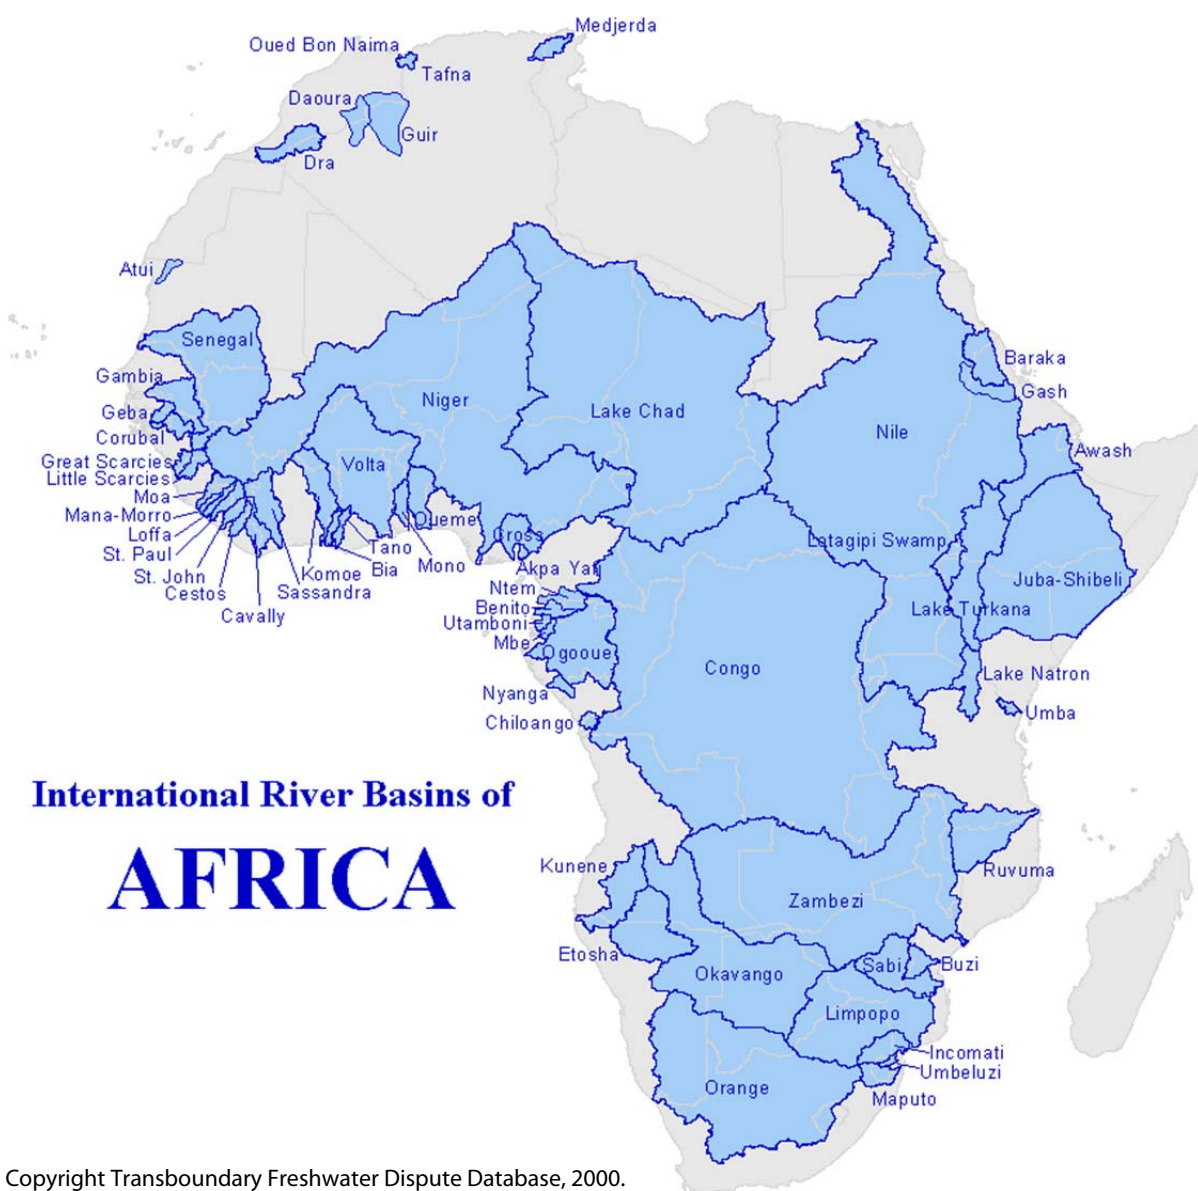 Medjerda
Oued Bon Naima
Tafna
Daoura
Guir
Dra
Atui
Senegal
Gambia
Geba
Corubal
Great Scarcies
Little Scarcies
Moa
Mana-Morro
Loffa
St. Paul
St. John
Cestos
Cavally
Sassandra
Komoe
Bia
Tano
Mono
Oueme
Volta
Niger
Lake Chad
Nile
Baraka
Gash
Awash
Cross
Akpa Yafi
Ntem
Benito
Utamboni
Mbe
Ogooue
Nyanga
Chiloango
Congo
Lotagipi Swamp
Lake Turkana
Juba-Shibeli
Lake Natron
Umba
International River Basins of
AFRICA
Ruvuma
Kunene
Zambezi
Etosha
Okavango
Sabi
Buzi
Limpopo
Incomati
Umbeluzi
Maputo
Orange
Copyright Transboundary Freshwater Dispute Database, 2000.